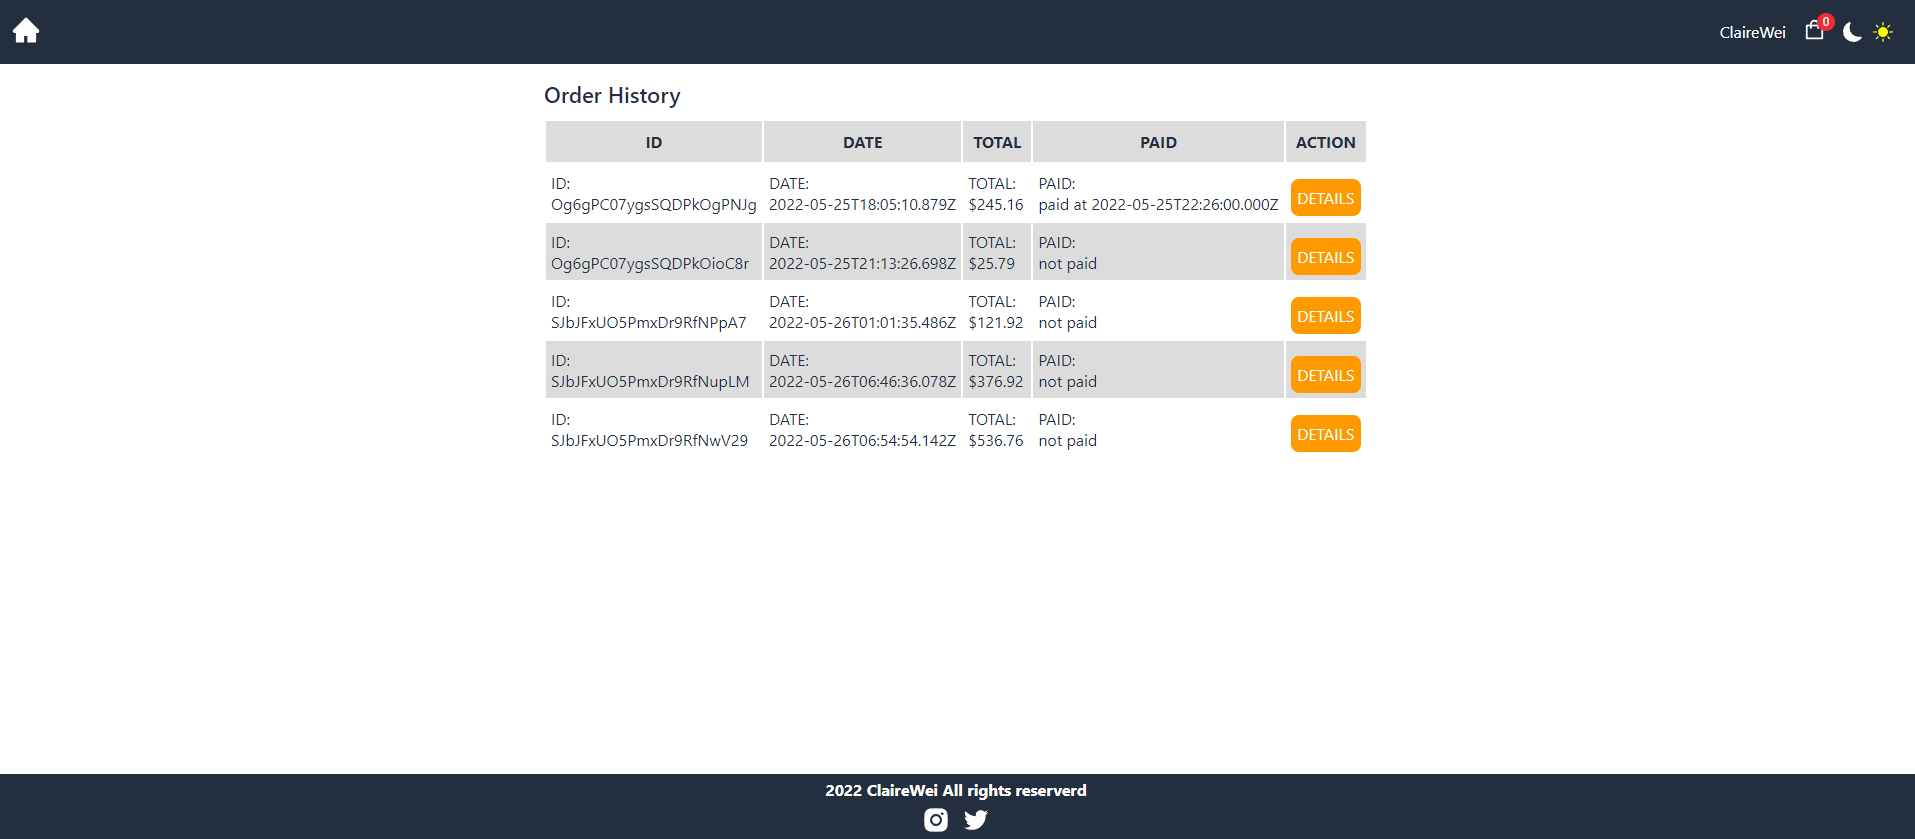 ClaireWei
0
Order History
ID DATE TOTAL PAID ACTION
ID: DATE: TOTAL: PAID:
Og6gPC07ygsSQDPkOgPNJg 2022-05-25T18:05:10.879Z $245.16 paid at 2022-05-25T22:26:00.000Z DETAILS
ID: DATE: TOTAL: PAID:
Og6gPC07ygsSQDPkOioC8r 2022-05-25T21:13:26.698Z $25.79 not paid DETAILS
ID: DATE: TOTAL: PAID:
SJbJFxUO5PmxDr9RfNPpA7 2022-05-26T01:01:35.486Z $121.92 not paid DETAILS
ID: DATE: TOTAL: PAID:
SJbJFxUO5PmxDr9RfNupLM 2022-05-26T06:46:36.078Z $376.92 not paid DETAILS
ID: DATE: TOTAL: PAID:
SJbJFxUO5PmxDr9RfNwV29 2022-05-26T06:54:54.142Z $536.76 not paid DETAILS
2022 ClaireWei All rights reserverd